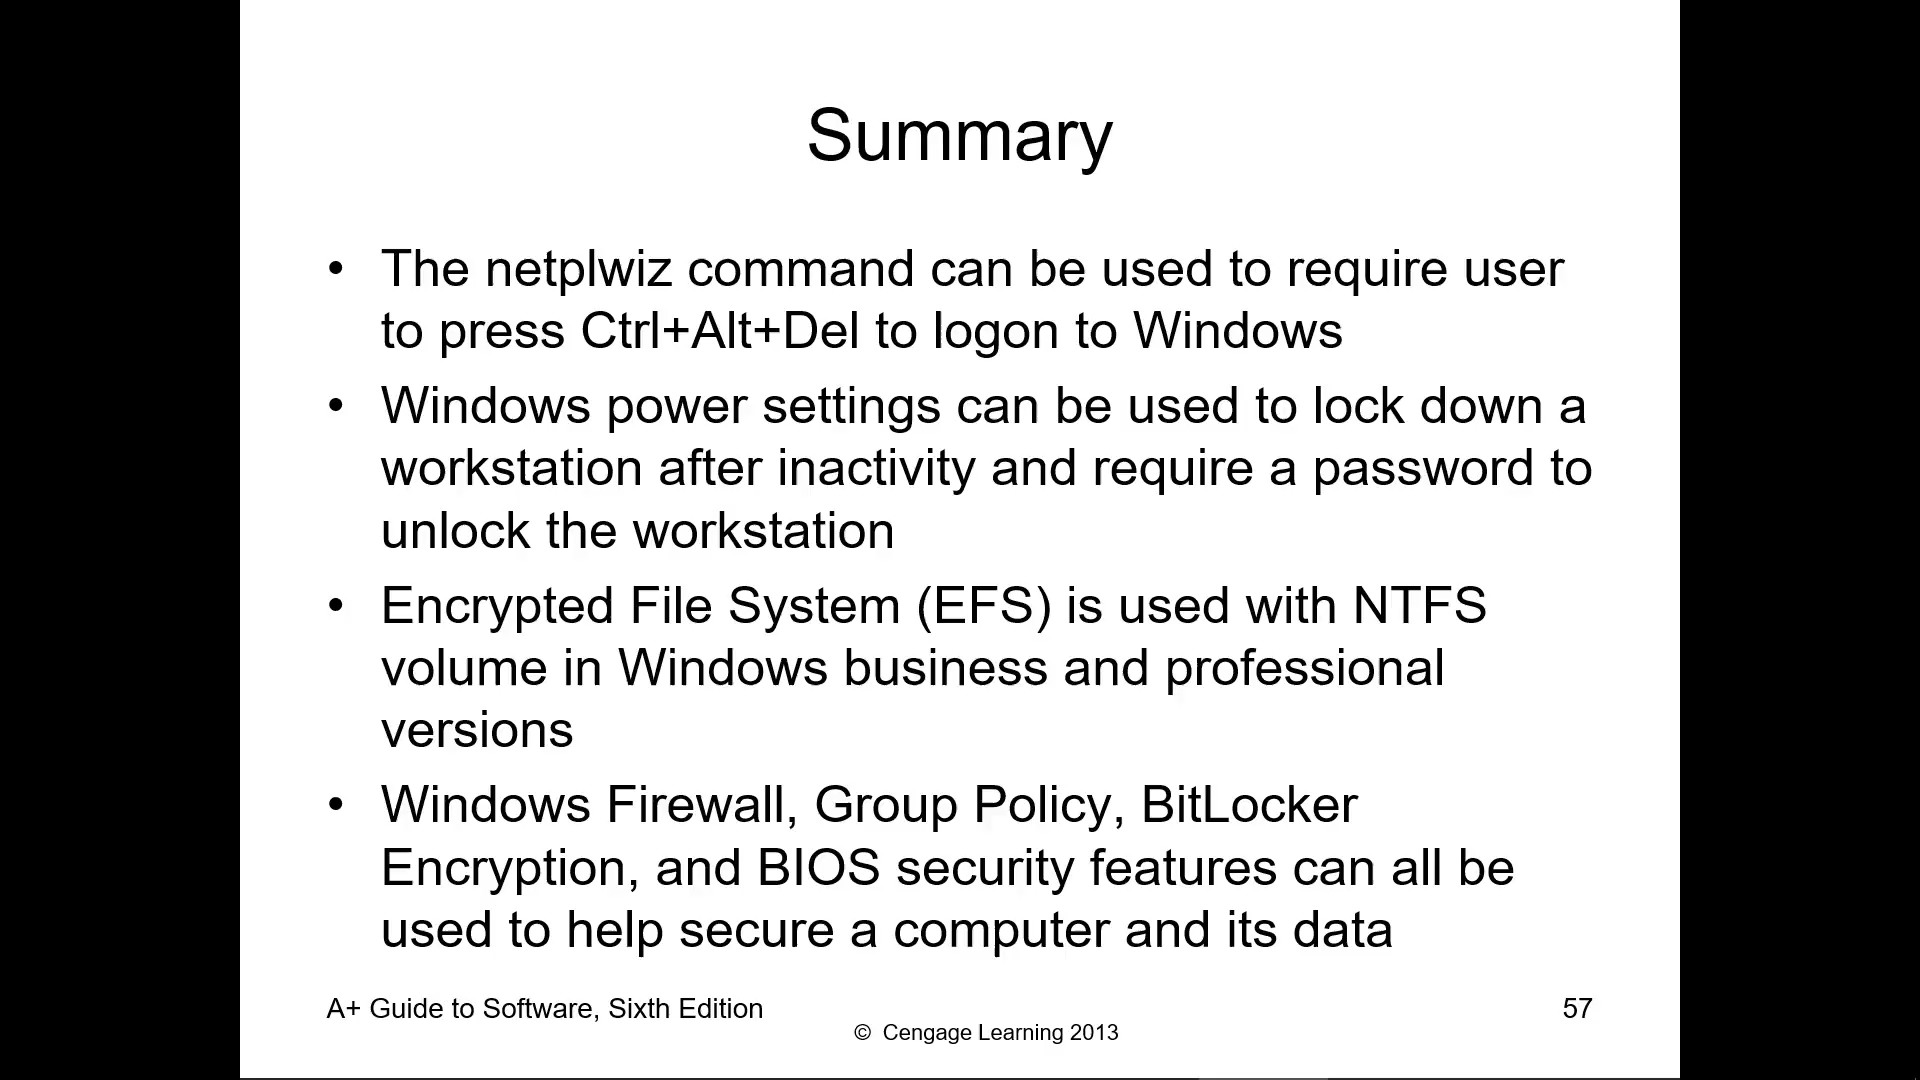 Summary
• The netplwiz command can be used to require user
to press Ctrl+Alt+Del to logon to Windows
• Windows power settings can be used to lock down a
workstation after inactivity and require a password to
unlock the workstation
• Encrypted File System (EFS) is used with NTFS
volume in Windows business and professional
versions
• Windows Firewall, Group Policy, BitLocker
Encryption, and BIOS security features can all be
used to help secure a computer and its data
A+ Guide to Software, Sixth Edition
57
© Cengage Learning 2013